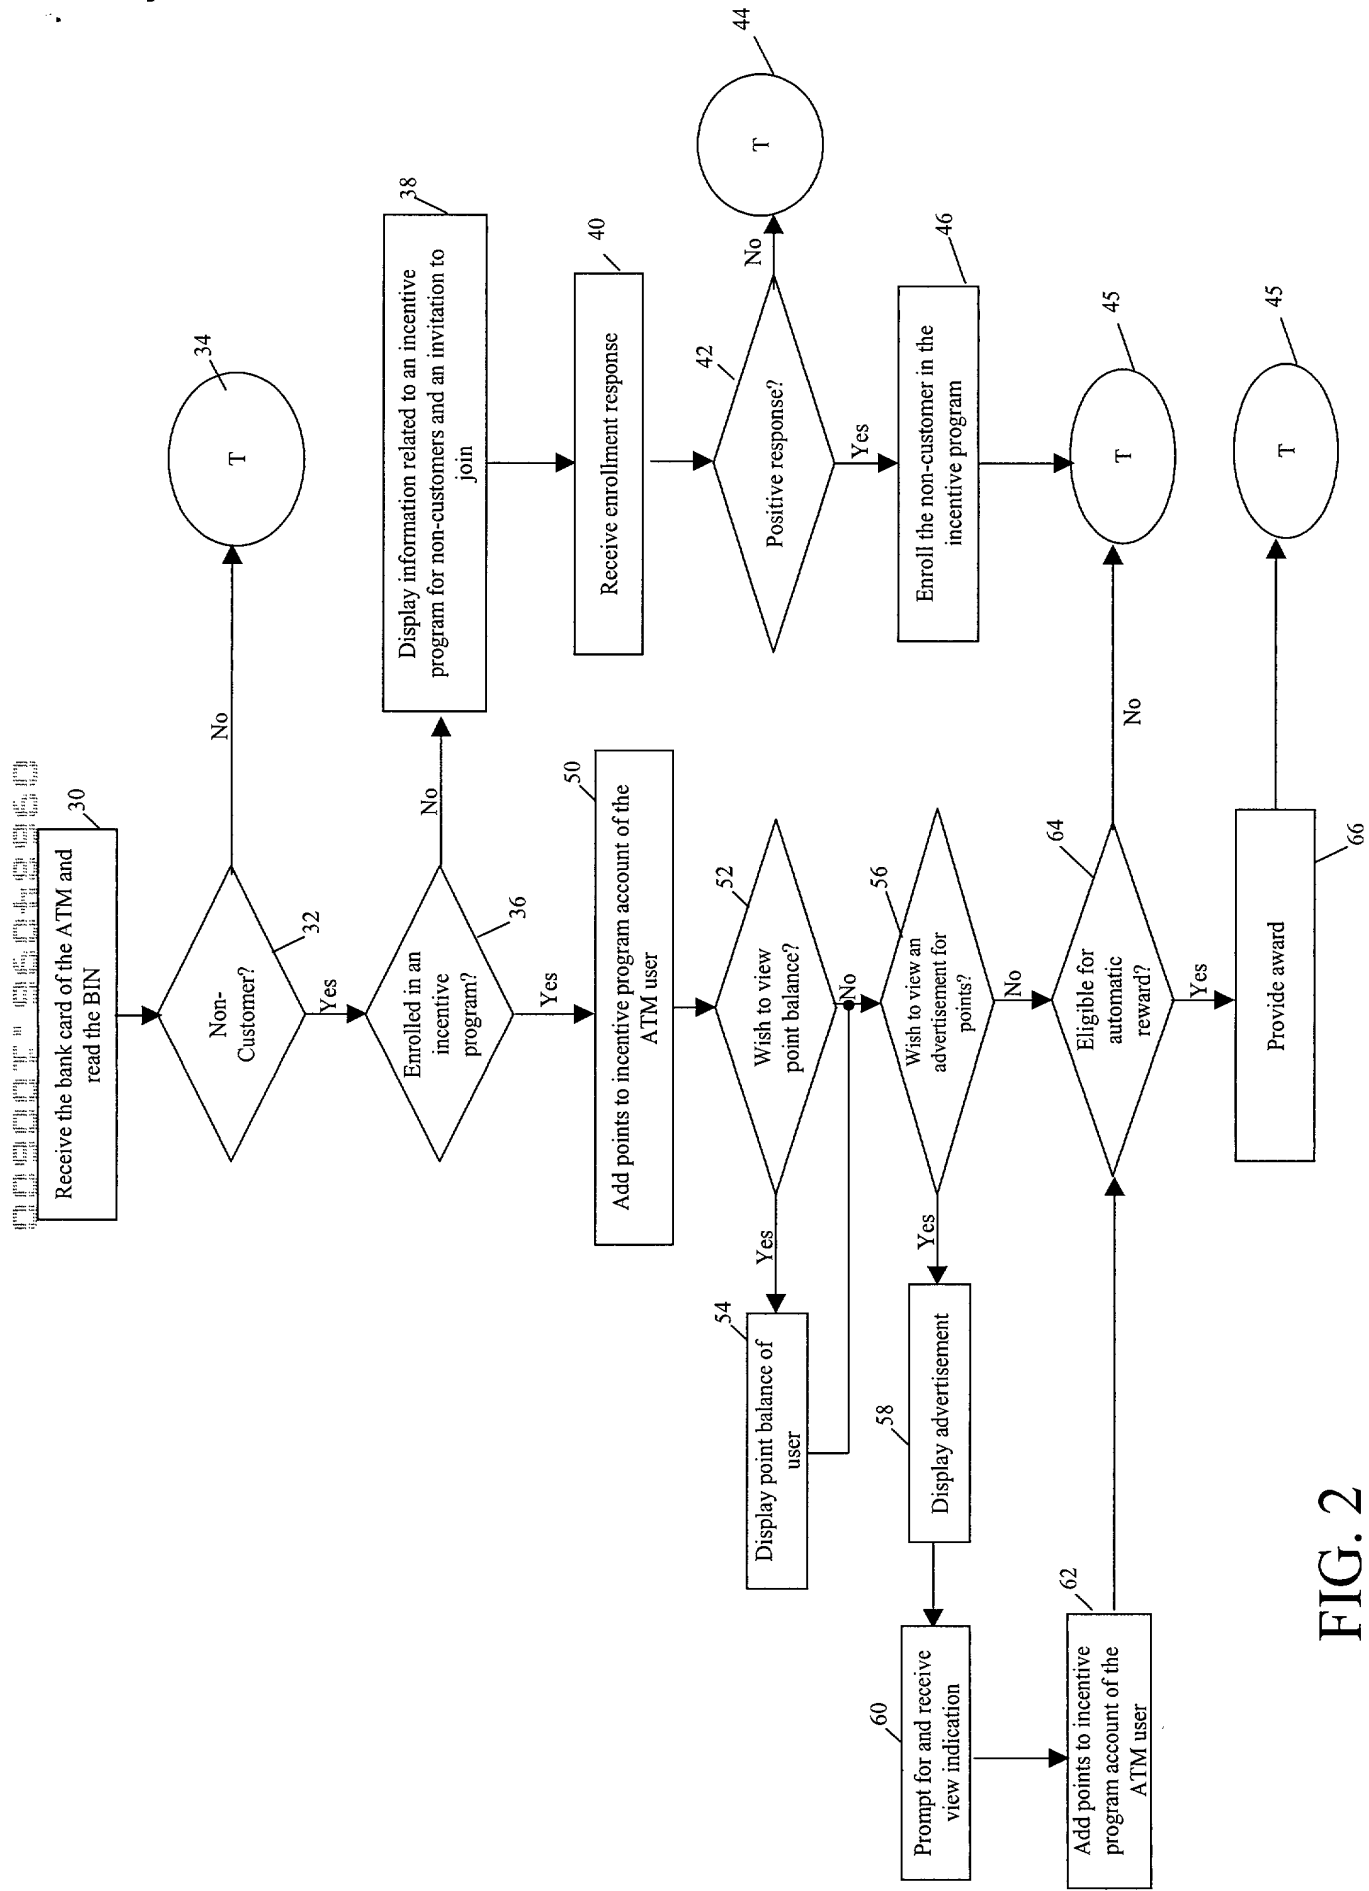 30
Receive the bank card of the ATM and
read the BIN
Non-
Customer?
32
No
34
T
Yes
Enrolled in an
incentive
program?
36
No
38
Display information related to an incentive
program for non-customers and an invitation to
join
40
Receive enrollment response
42
Positive response?
No
44
T
Yes
46
Enroll the non-customer in the
incentive program
45
T
Yes
50
Add points to incentive program account of the
ATM user
52
Wish to view
point balance?
Yes
54
Display point balance of
user
No
56
Wish to view an
advertisement for
points?
Yes
58
Display advertisement
60
Prompt for and receive
view indication
62
Add points to incentive
program account of the
ATM user
No
64
Eligible for
automatic
reward?
No
Yes
66
Provide award
45
T
FIG. 2